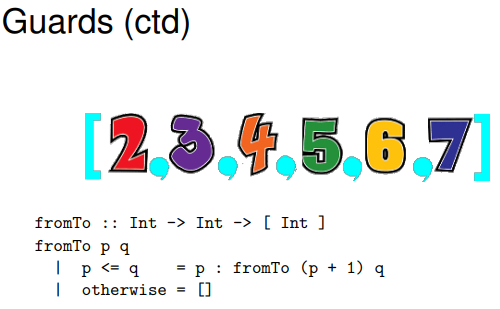 Guards (ctd)
[2,3,4,5,6,7]
fromTo :: Int -> Int -> [ Int ]
fromTo p q
  |  p <= q    = p : fromTo (p + 1) q
  |  otherwise = []